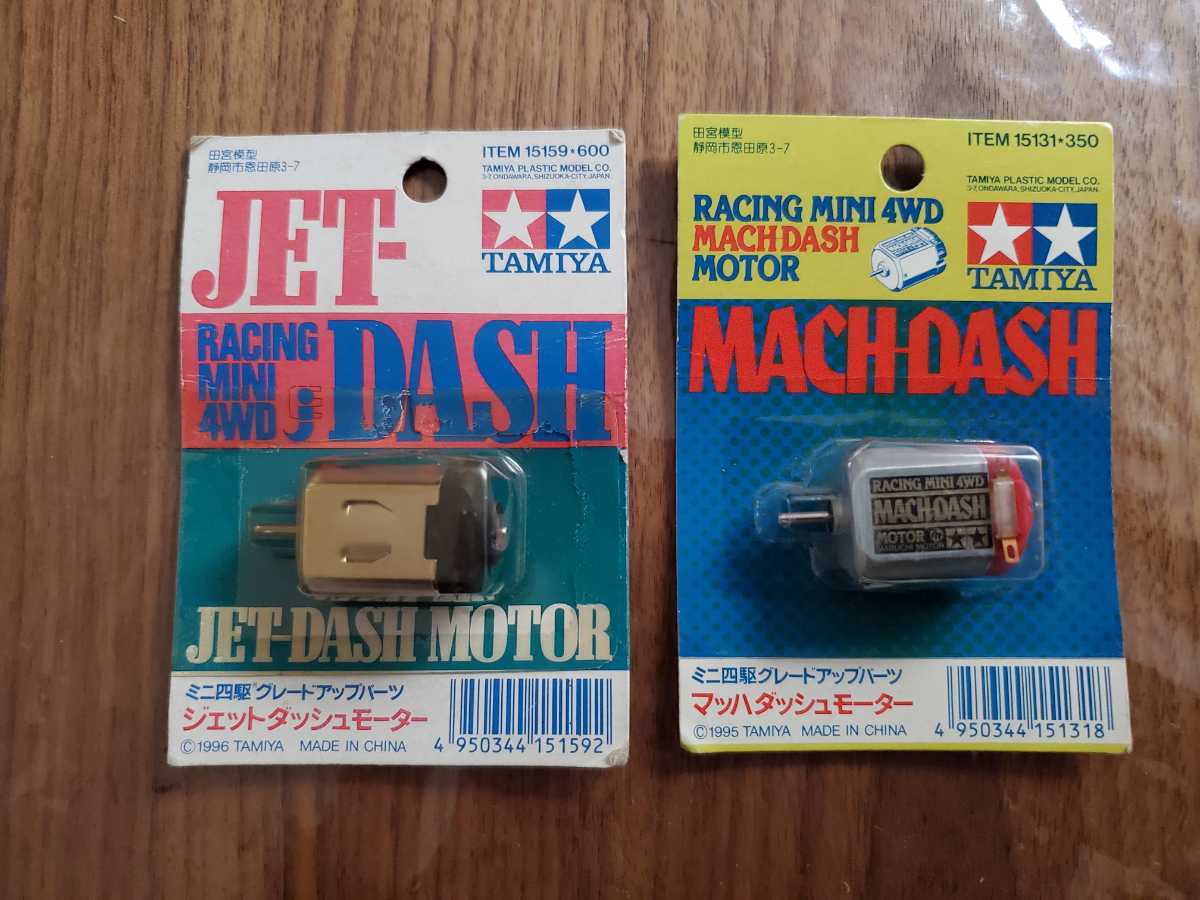 田宮模型
静岡市恩田原3-7
ITEM 15159★600
TAMIYA PLASTIC MODEL CO.
3-7, ONDAWARA, SHIZUOKA-CITY, JAPAN.
TAMIYA
JET-
DASH
RACING
MINI
4WD
JET-DASH MOTOR
ミニ四駆グレードアップパーツ
ジェットダッシュモーター
©1996 TAMIYA MADE IN CHINA
4 950344 151592
田宮模型
静岡市恩田原3-7
ITEM 15131★350
TAMIYA PLASTIC MODEL CO.
3-7, ONDAWARA, SHIZUOKA-CITY, JAPAN.
TAMIYA
RACING MINI 4WD
MACH-DASH
MOTOR
MACH-DASH
RACING MINI 4WD
MACH-DASH
MOTOR
MABUCHI MOTOR
ミニ四駆グレードアップパーツ
マッハダッシュモーター
©1995 TAMIYA MADE IN CHINA
4 950344 151318